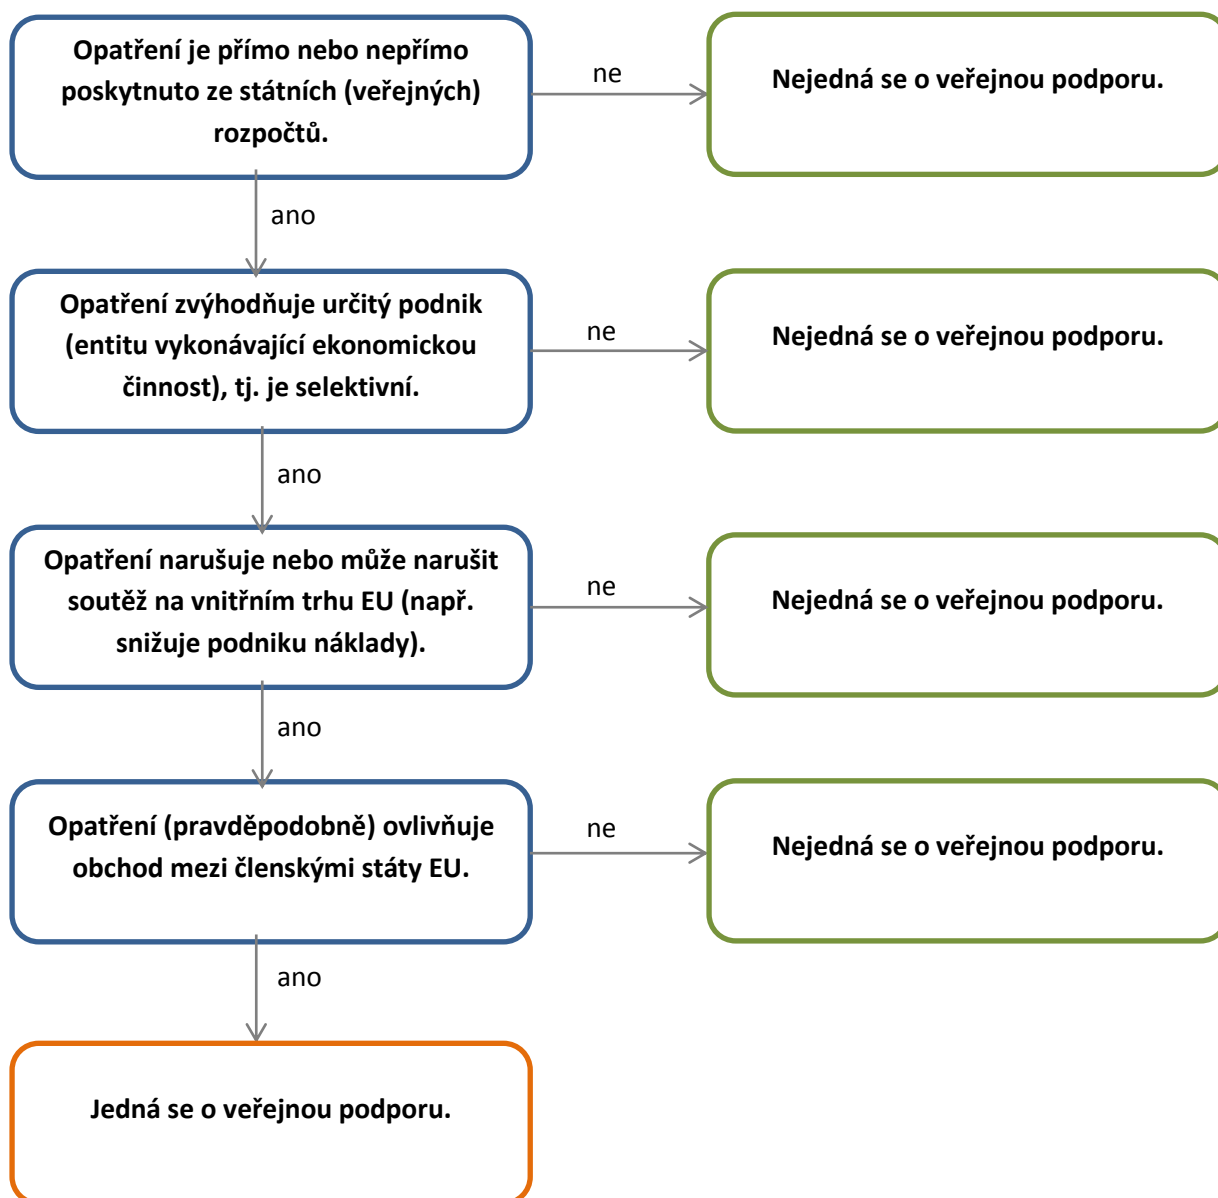 Opatření je přímo nebo nepřímo
poskytnuto ze státních (veřejných)
rozpočtů.
ne
Nejedná se o veřejnou podporu.
ano
Opatření zvýhodňuje určitý podnik
(entitu vykonávající ekonomickou
činnost), tj. je selektivní.
ne
Nejedná se o veřejnou podporu.
ano
Opatření narušuje nebo může narušit
soutěž na vnitřním trhu EU (např.
snižuje podniku náklady).
ne
Nejedná se o veřejnou podporu.
ano
Opatření (pravděpodobně) ovlivňuje
obchod mezi členskými státy EU.
ne
Nejedná se o veřejnou podporu.
ano
Jedná se o veřejnou podporu.